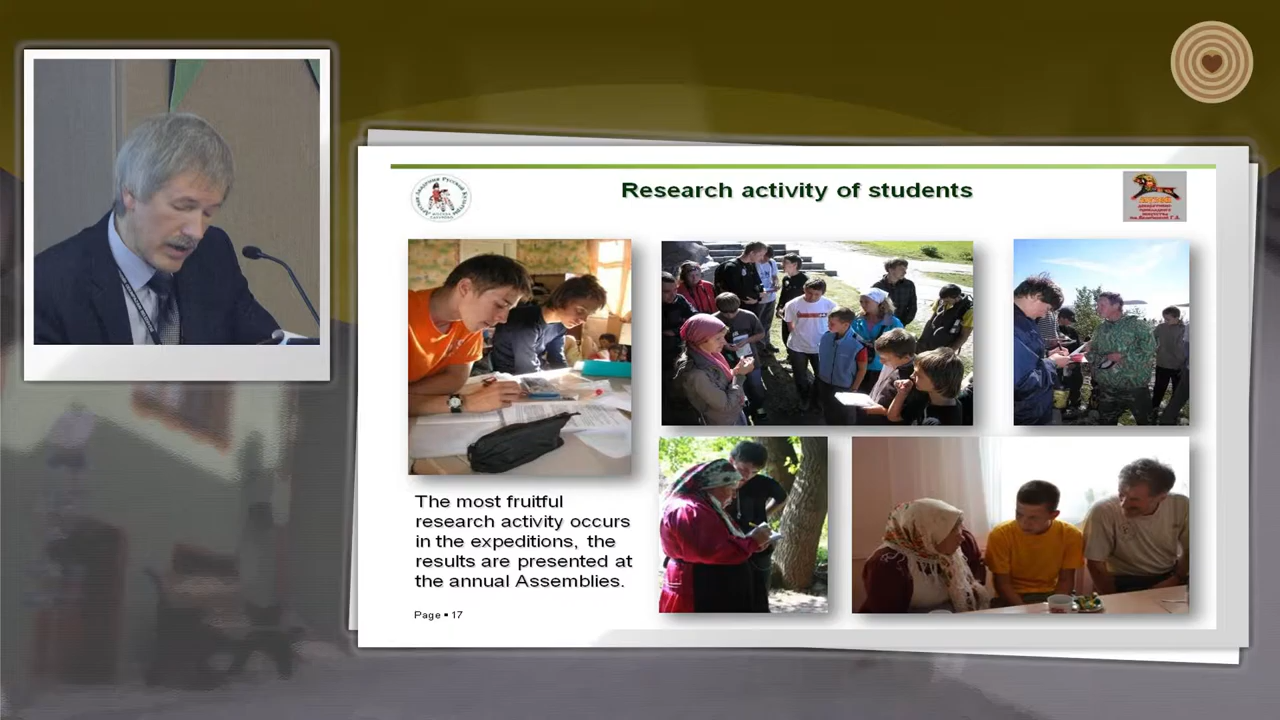 Research activity of students
The most fruitful
research activity occurs
in the expeditions, the
results are presented at
the annual Assemblies.
Page ▪ 17